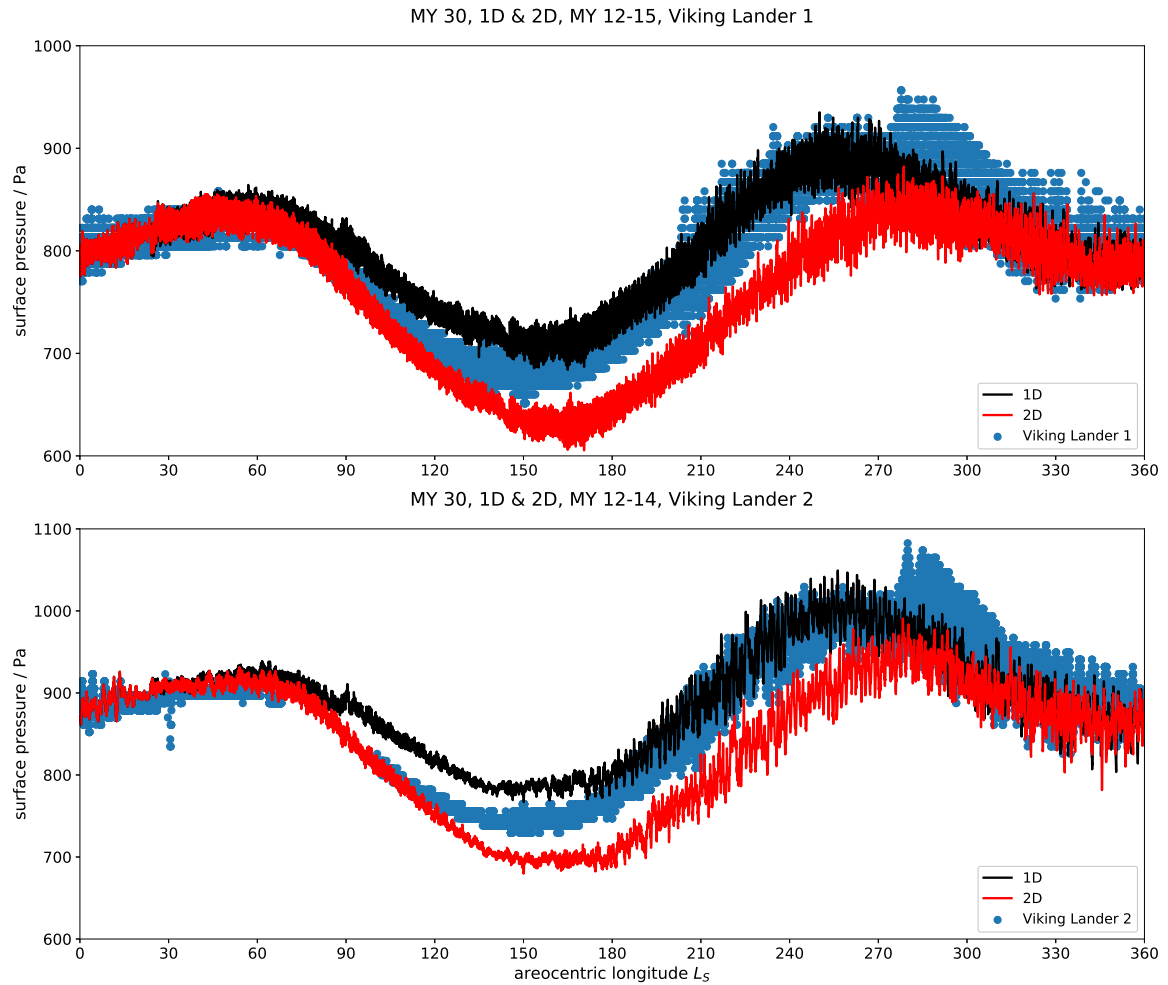 MY 30, 1D & 2D, MY 12-15, Viking Lander 1
1000
900
800
700
600
surface pressure / Pa
1D
2D
Viking Lander 1
0 30 60 90 120 150 180 210 240 270 300 330 360
MY 30, 1D & 2D, MY 12-14, Viking Lander 2
1100
1000
900
800
700
600
surface pressure / Pa
1D
2D
Viking Lander 2
0 30 60 90 120 150 180 210 240 270 300 330 360
areocentric longitude L_S